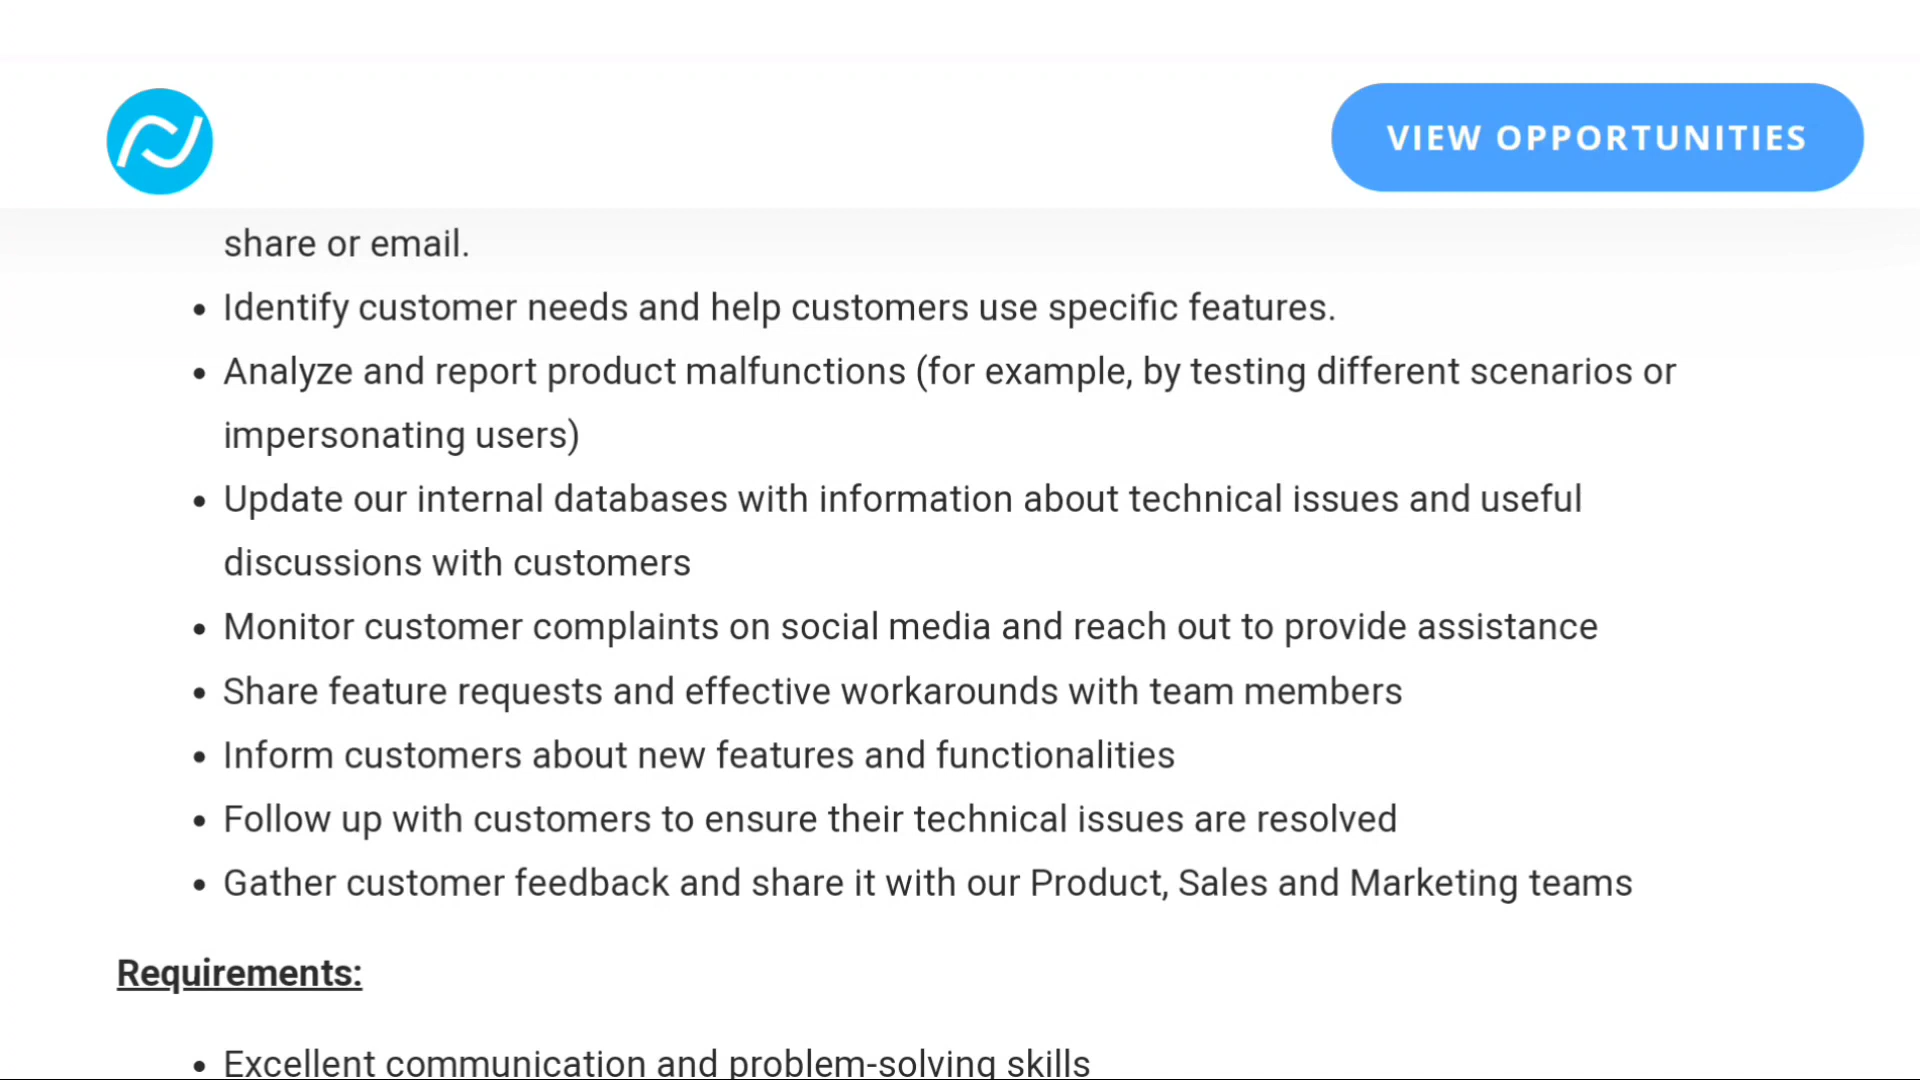 VIEW OPPORTUNITIES
share or email.
• Identify customer needs and help customers use specific features.
• Analyze and report product malfunctions (for example, by testing different scenarios or
impersonating users)
• Update our internal databases with information about technical issues and useful
discussions with customers
• Monitor customer complaints on social media and reach out to provide assistance
• Share feature requests and effective workarounds with team members
• Inform customers about new features and functionalities
• Follow up with customers to ensure their technical issues are resolved
• Gather customer feedback and share it with our Product, Sales and Marketing teams
Requirements:
• Excellent communication and problem-solving skills